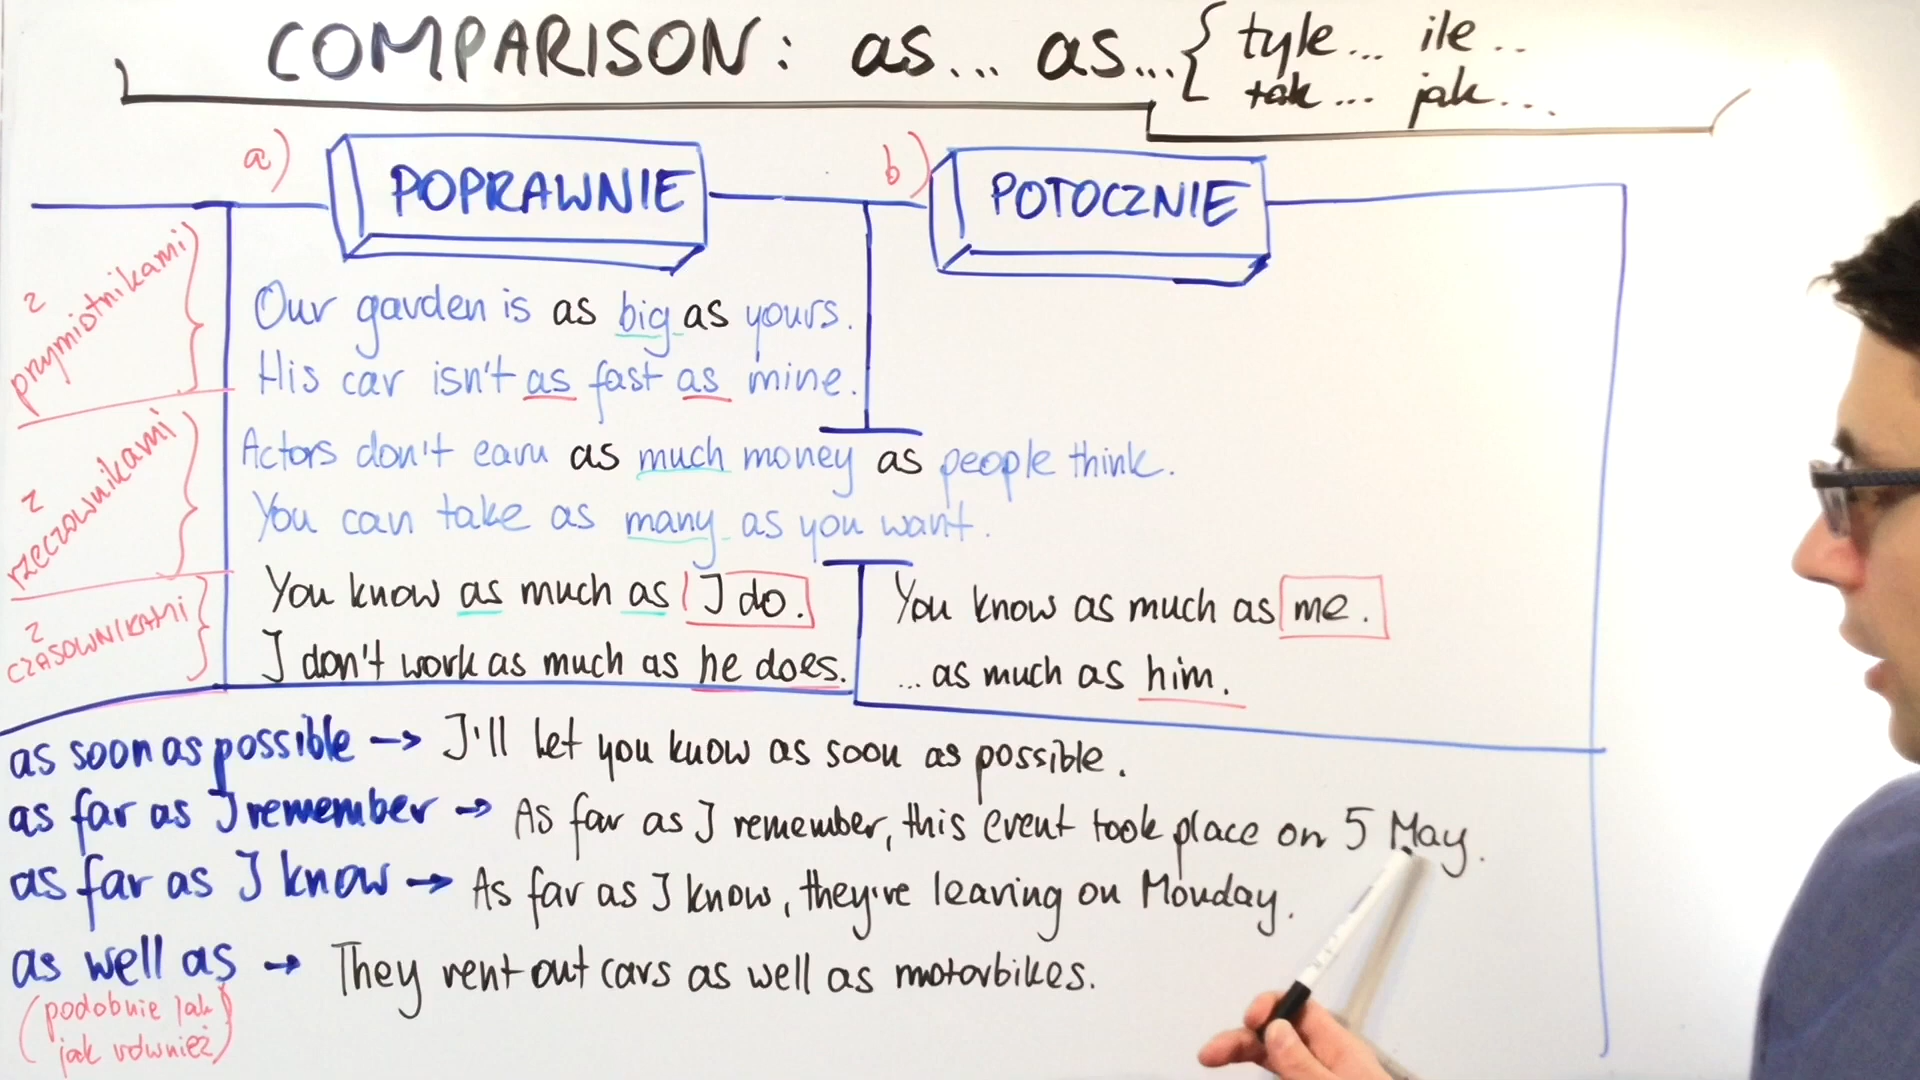 COMPARISON: as... as... { tyle... ile...
tak... jak...
a) POPRAWNIE
b) POTOCZNIE
z przymiotnikami
Our garden is as big as yours.
His car isn't as fast as mine.
z rzeczownikami
Actors don't earn as much money as people think.
You can take as many as you want.
z CZASOWNIKAMI
You know as much as I do.
You know as much as me.
I don't work as much as he does.
... as much as him.
as soon as possible → I'll let you know as soon as possible.
as far as I remember → As far as I remember, this event took place on 5 May.
as far as I know → As far as I know, they're leaving on Monday.
as well as → They rent out cars as well as motorbikes.
(podobnie jak
jak również)